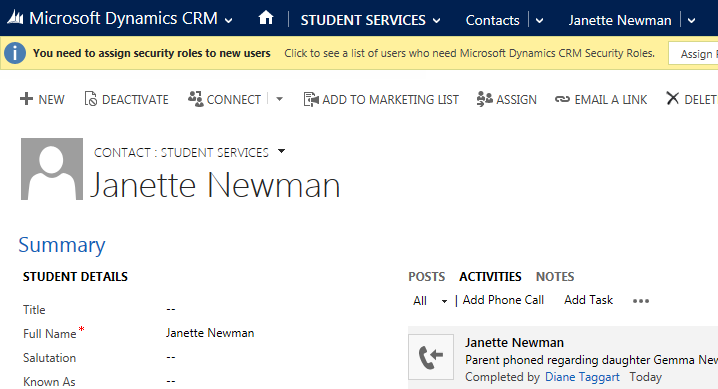 Microsoft Dynamics CRM STUDENT SERVICES Contacts Janette Newman
You need to assign security roles to new users Click to see a list of users who need Microsoft Dynamics CRM Security Roles. Assign
NEW DEACTIVATE CONNECT ADD TO MARKETING LIST ASSIGN EMAIL A LINK DELET
CONTACT : STUDENT SERVICES
Janette Newman
Summary
STUDENT DETAILS
Title --
Full Name * Janette Newman
Salutation --
Known As --
POSTS ACTIVITIES NOTES
All | Add Phone Call Add Task •••
Janette Newman
Parent phoned regarding daughter Gemma New
Completed by Diane Taggart Today